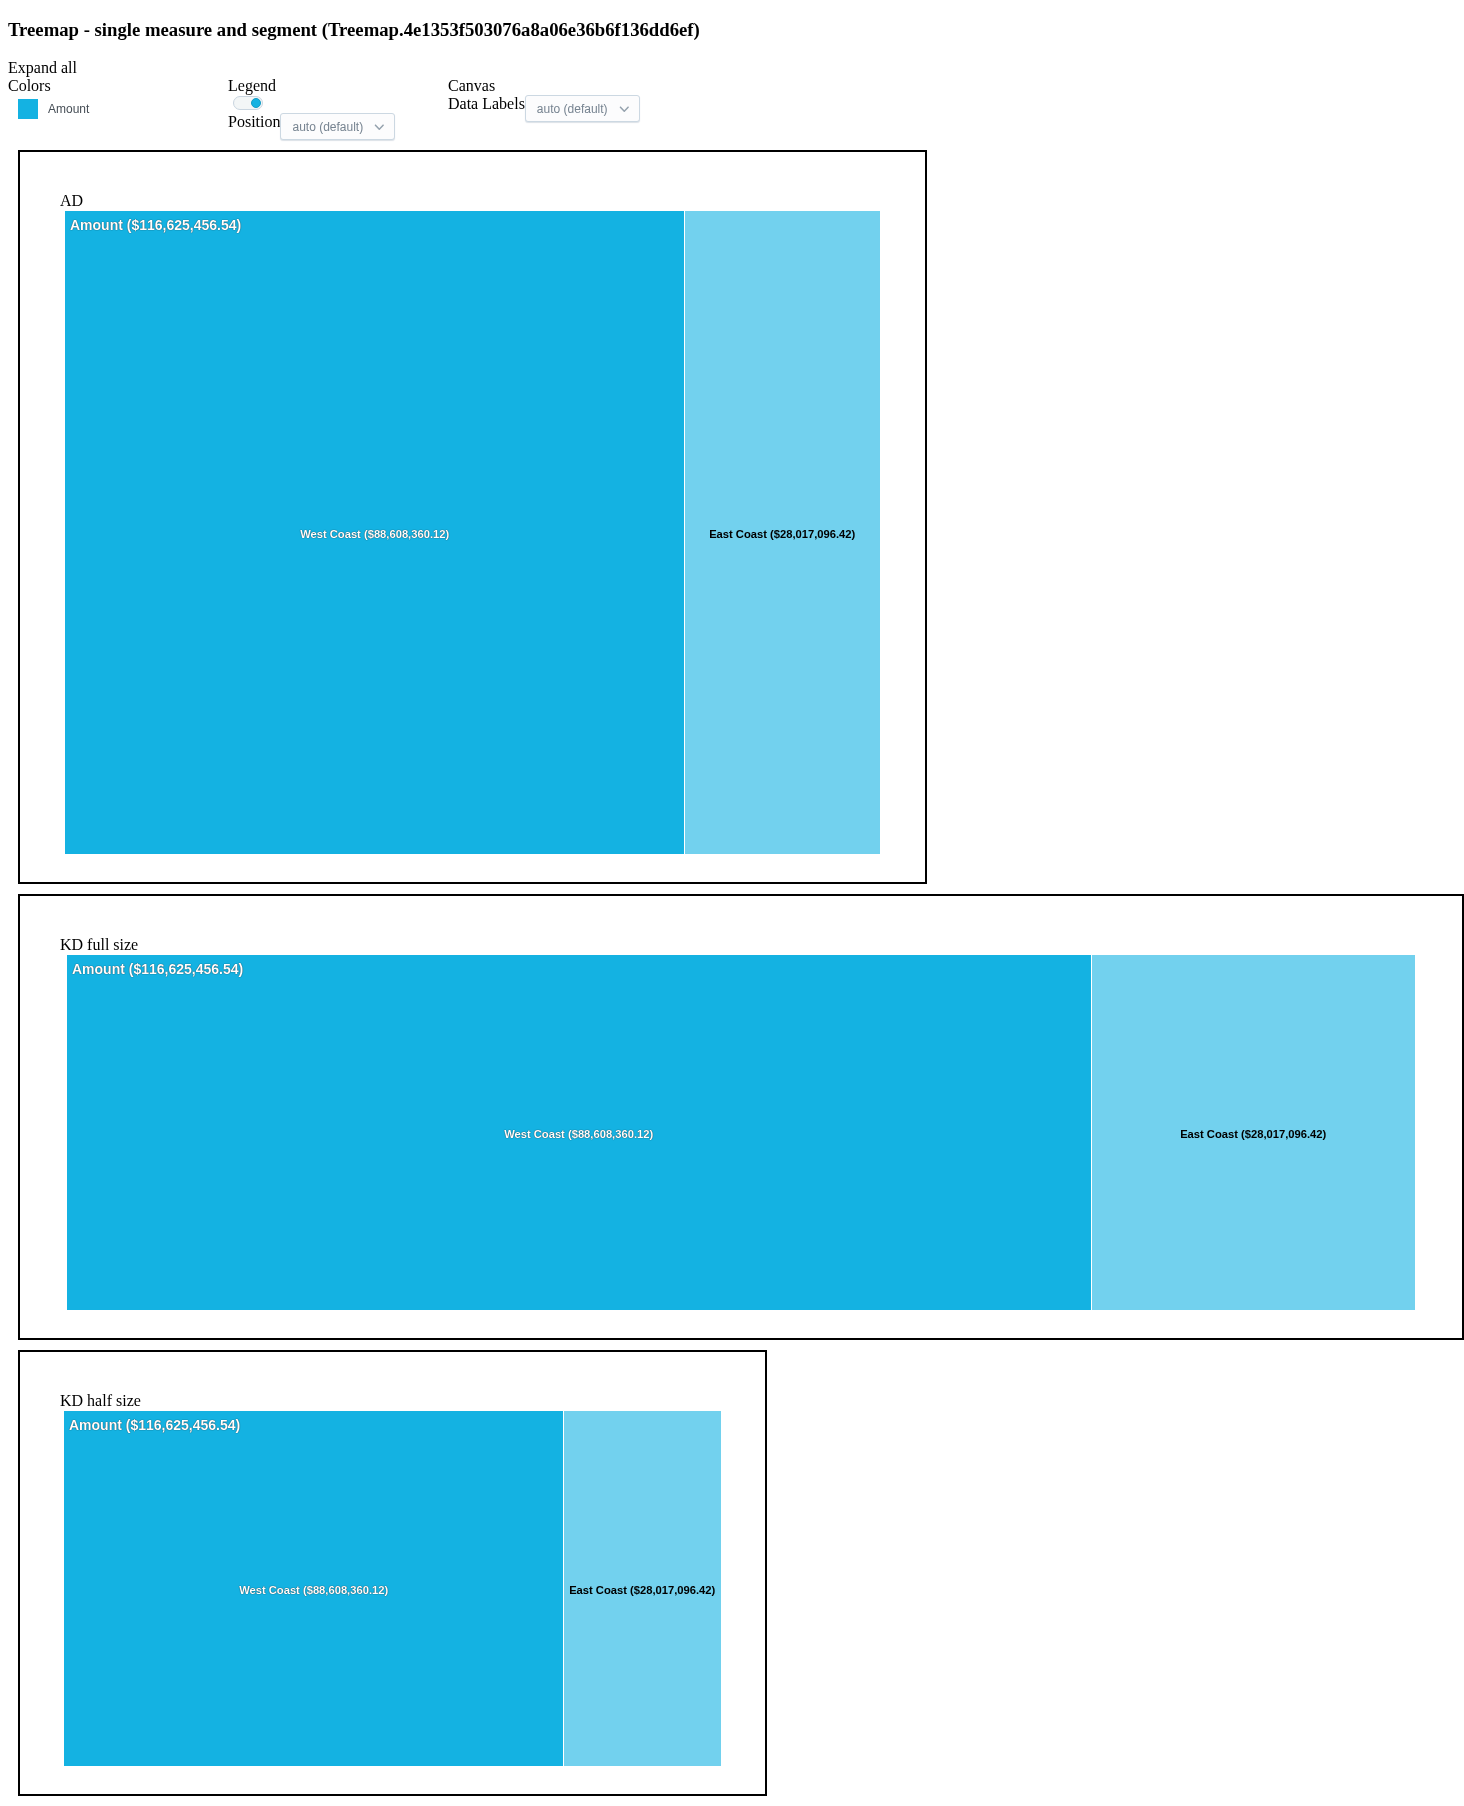 Treemap - single measure and segment (Treemap.4e1353f503076a8a06e36b6f136dd6ef)
Expand all
Colors
Amount
Legend
Position auto (default)
Canvas
Data Labels auto (default)
AD
Amount ($116,625,456.54)
West Coast ($88,608,360.12)
East Coast ($28,017,096.42)
KD full size
Amount ($116,625,456.54)
West Coast ($88,608,360.12)
East Coast ($28,017,096.42)
KD half size
Amount ($116,625,456.54)
West Coast ($88,608,360.12)
East Coast ($28,017,096.42)